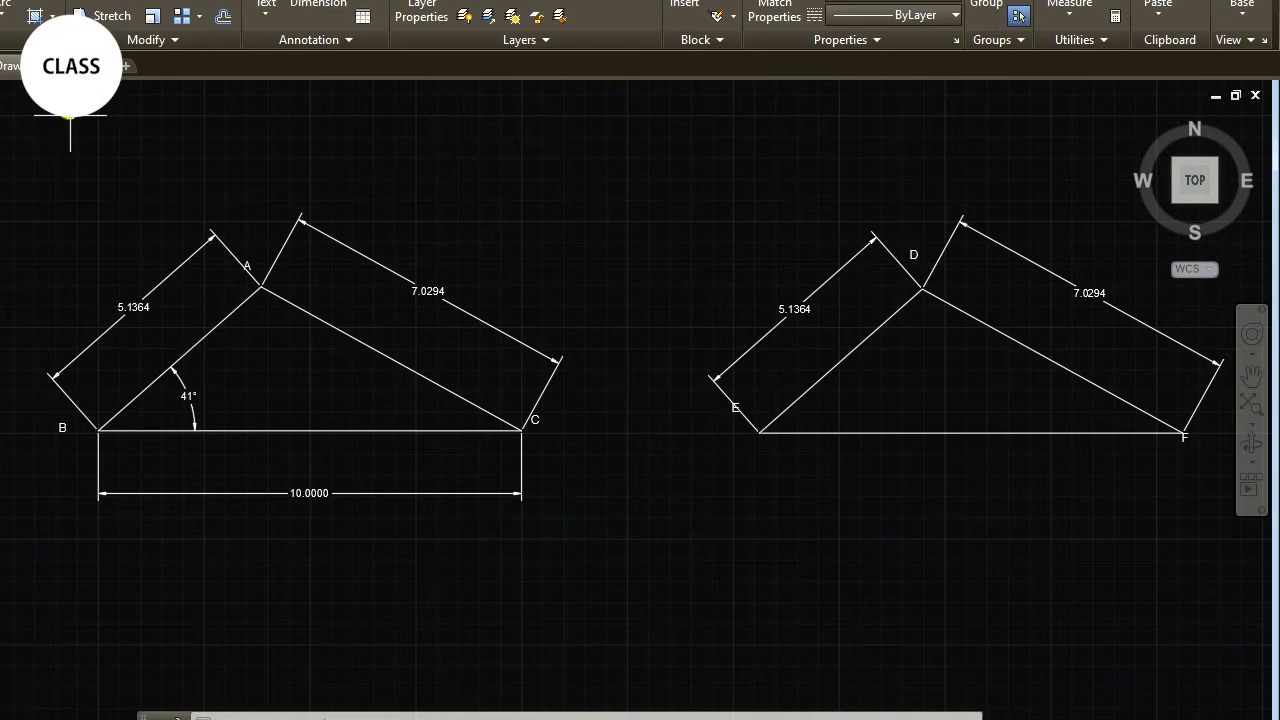 Text
Dimension
Layer
Insert
Match
Group
Measure
Paste
Base
Stretch
Properties
Properties
ByLayer
Modify
Annotation
Layers
Block
Properties
Groups
Utilities
Clipboard
View
CLASS
N
W
TOP
E
S
WCS
A
5.1364
7.0294
41°
B
C
10.0000
D
5.1364
7.0294
E
F